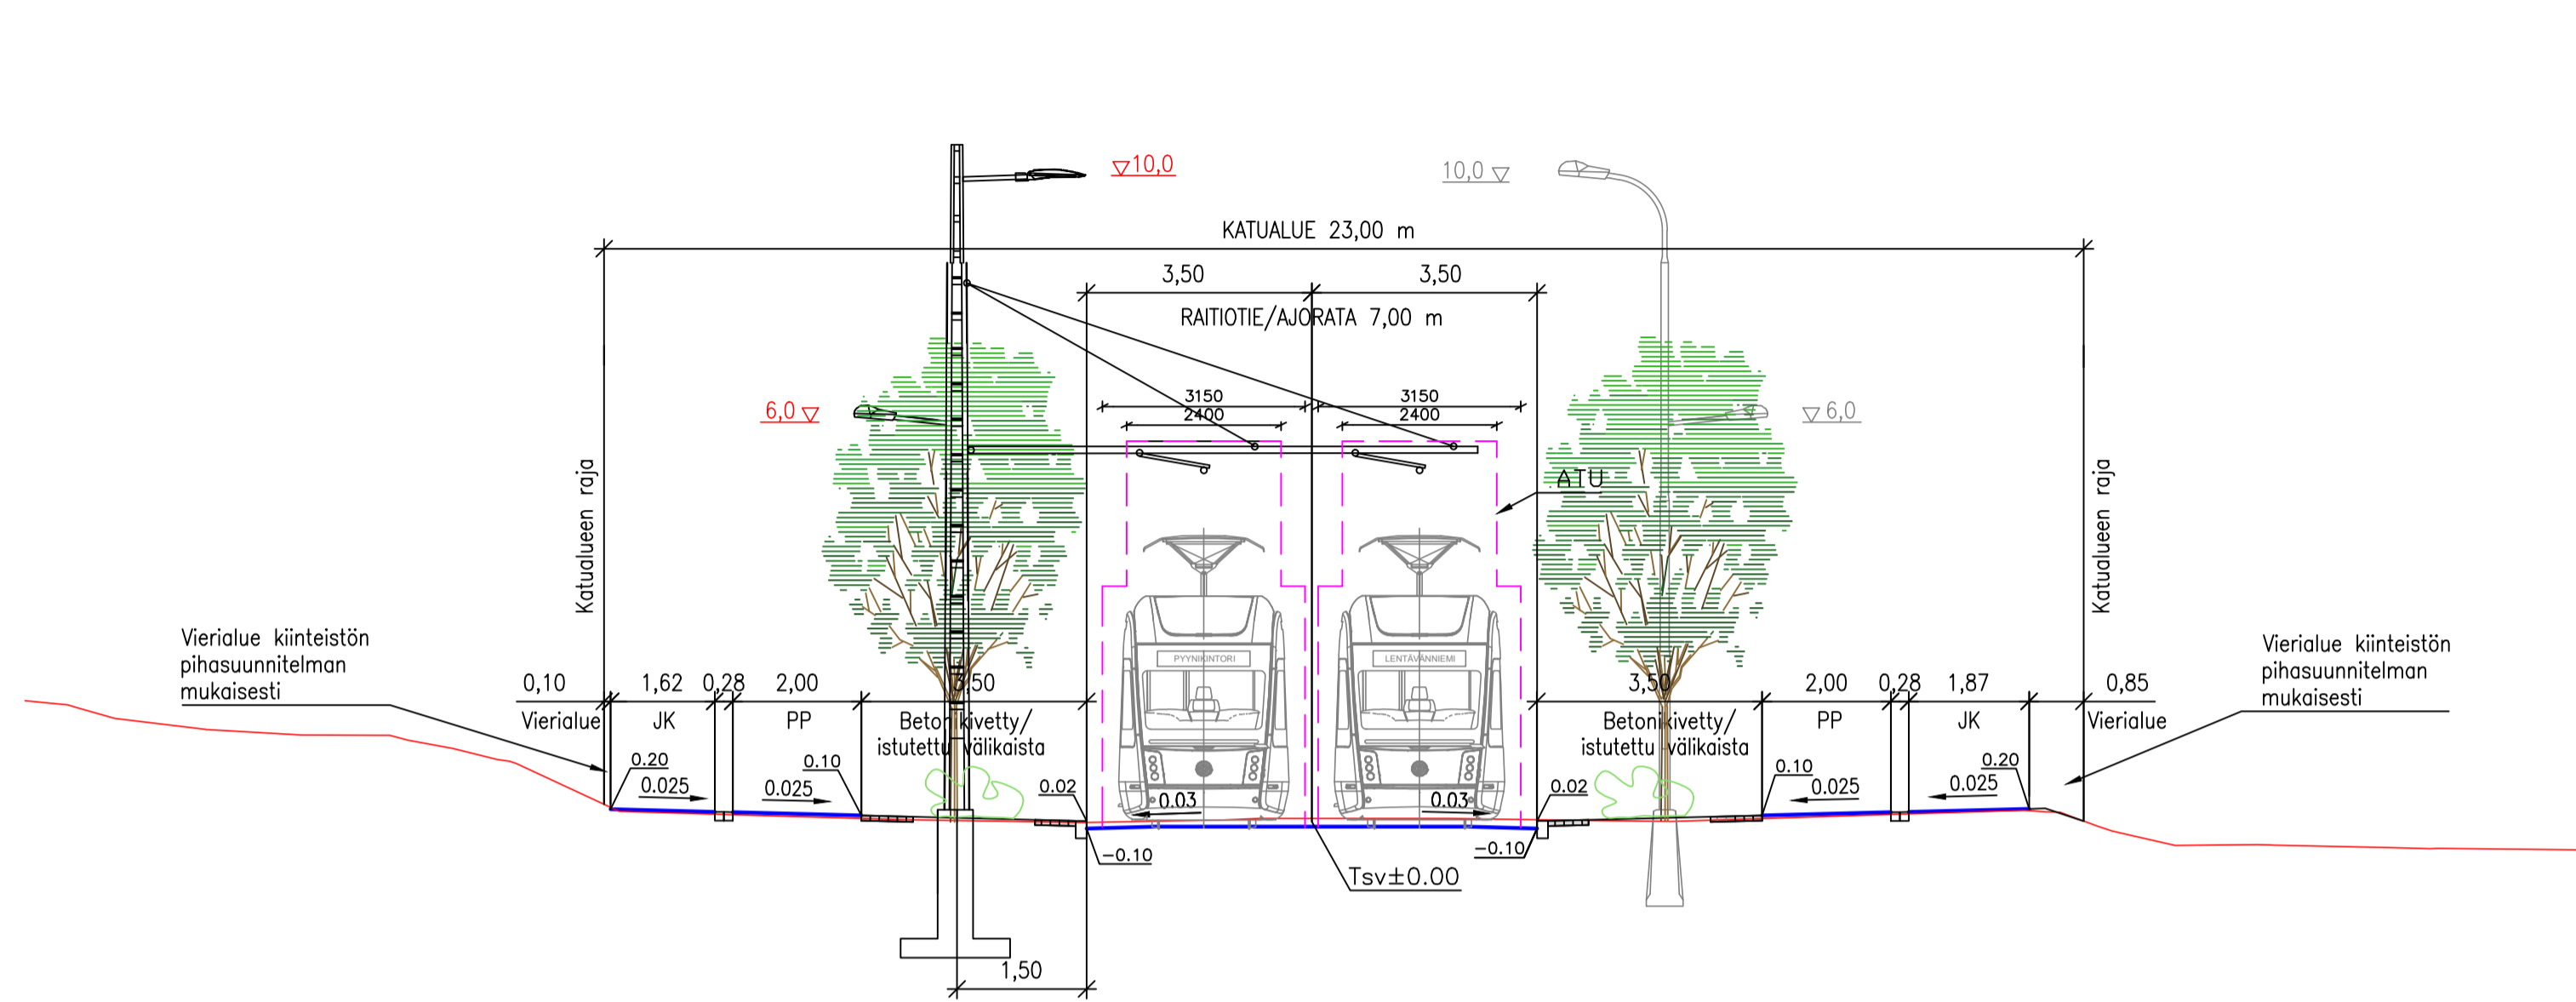 10,0
10,0
KATUALUE 23,00 m
3,50
3,50
RAITIOTIE/AJORATA 7,00 m
3150
3150
2400
2400
6,0
6,0
ATU
Katualueen raja
Katualueen raja
Vierialue kiinteistön
pihasuunnitelman
mukaisesti
Vierialue kiinteistön
pihasuunnitelman
mukaisesti
PYYNIKINTORI
LENTÄVÄNNIEMI
0,10
1,62
0,28
2,00
3,50
3,50
2,00
0,28
1,87
0,85
Vierialue
JK
PP
Betonikivetty/
istutettu välikaista
Betonikivetty/
istutettu välikaista
PP
JK
Vierialue
0.20
0.025
0.10
0.025
0.02
0.03
0.03
0.02
0.10
0.025
0.20
0.025
-0.10
-0.10
Tsv±0.00
1,50